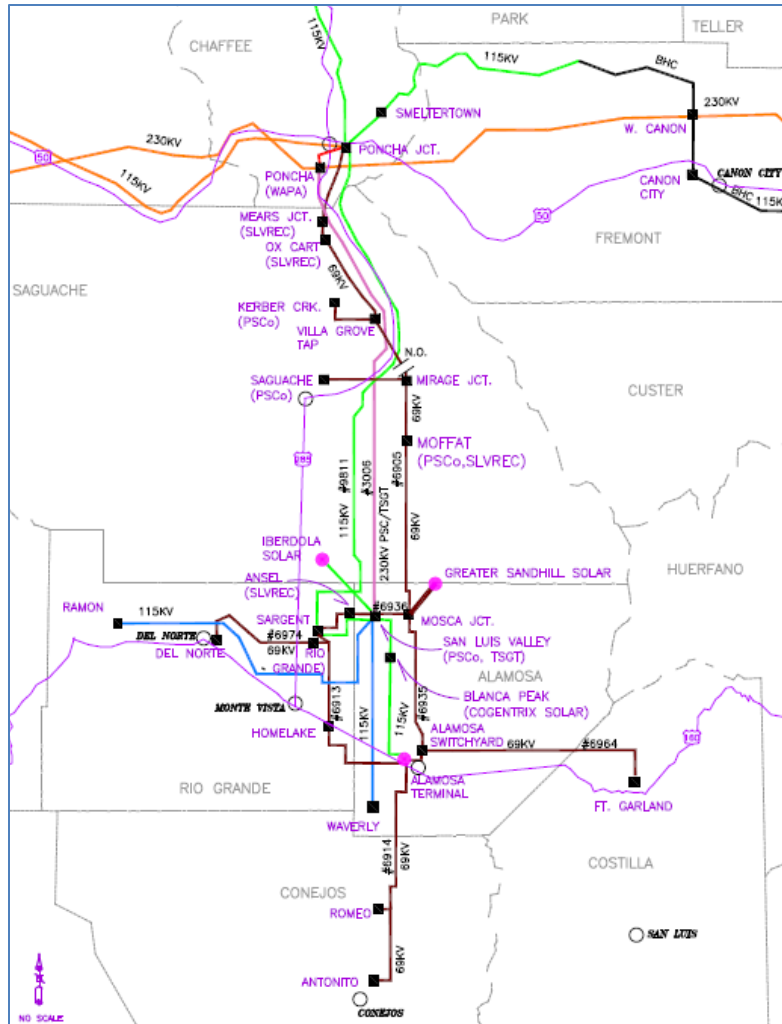 PARK
TELLER
CHAFFEE
115KV
115KV
BHC
SMELTERTOWN
230KV
W. CANON
230KV
PONCHA JCT.
50
115KV
PONCHA
(WAPA)
CANON
CITY
CANON CITY
BHC
115K
50
MEARS JCT.
(SLVREC)
OX CART
(SLVREC)
FREMONT
69KV
SAGUACHE
KERBER CRK.
(PSCo)
VILLA GROVE
TAP
N.O.
SAGUACHE
(PSCo)
MIRAGE JCT.
CUSTER
69KV
MOFFAT
(PSCo,SLVREC)
285
#9811
115KV
#3006
230KV PSC/TSGT
#6905
69KV
IBERDOLA
SOLAR
GREATER SANDHILL SOLAR
HUERFANO
ANSEL
(SLVREC)
RAMON
115KV
SARGENT
#6936
MOSCA JCT.
DEL NORTE
DEL NORTE
#6974
69KV
RIO
GRANDE)
SAN LUIS VALLEY
(PSCo, TSGT)
ALAMOSA
BLANCA PEAK
(COGENTRIX SOLAR)
MONTE VISTA
#6913
115KV
115KV
#6935
HOMELAKE
ALAMOSA
SWITCHYARD
69KV
#6964
160
RIO GRANDE
ALAMOSA
TERMINAL
FT. GARLAND
WAVERLY
#6914
69KV
COSTILLA
CONEJOS
ROMEO
SAN LUIS
69KV
ANTONITO
CONEJOS
NO SCALE